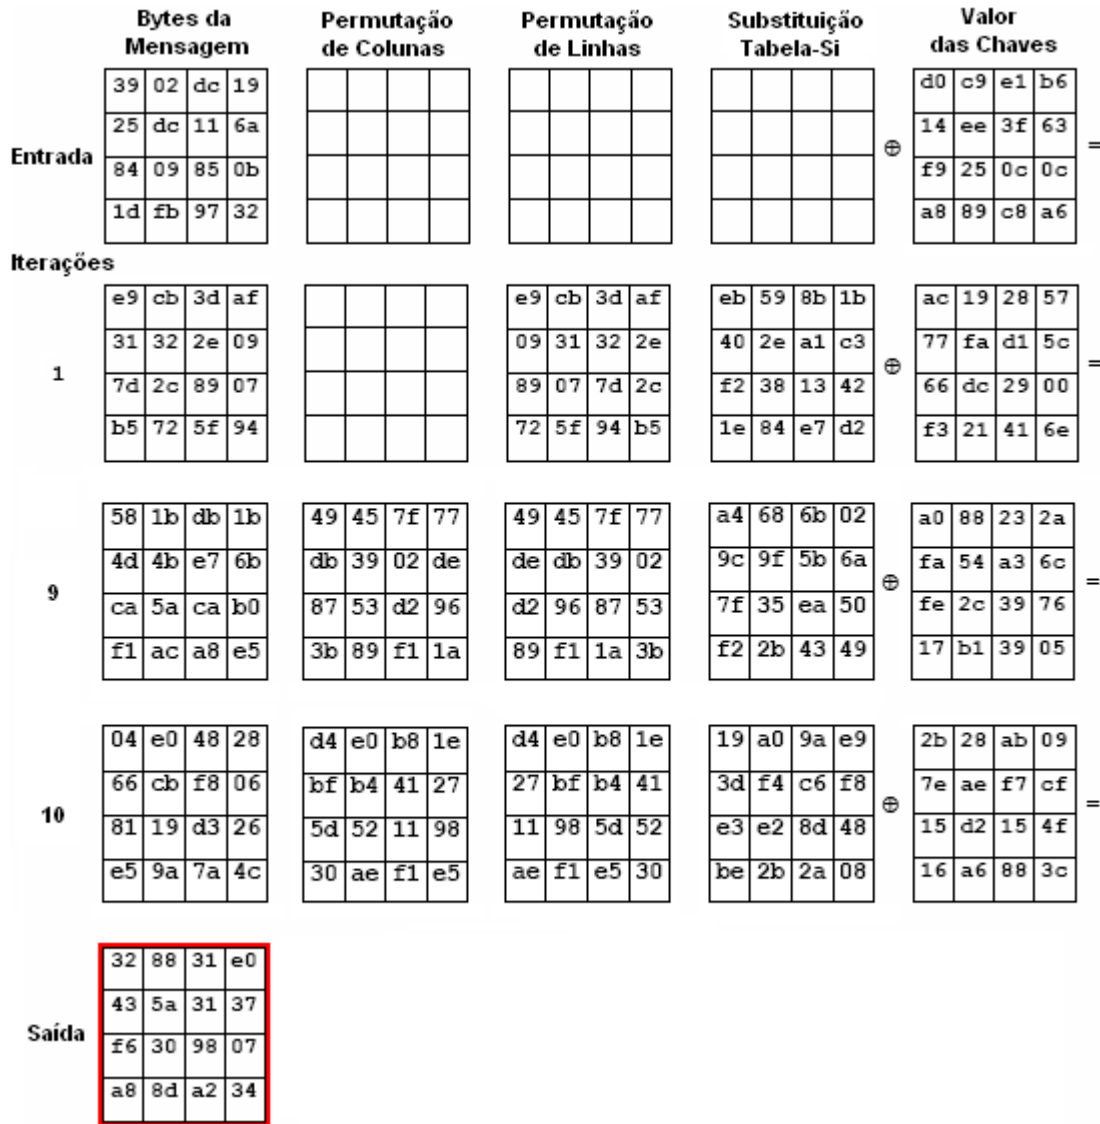 Bytes da Mensagem Permutação de Colunas Permutação de Linhas Substituição Tabela-Si Valor das Chaves
Entrada
39 02 dc 19 d0 c9 e1 b6
25 dc 11 6a 14 ee 3f 63
84 09 85 0b ⊕ f9 25 0c 0c =
1d fb 97 32 a8 89 c8 a6
Iterações
1
e9 cb 3d af e9 cb 3d af eb 59 8b 1b ac 19 28 57
31 32 2e 09 09 31 32 2e 40 2e a1 c3 77 fa d1 5c
7d 2c 89 07 89 07 7d 2c f2 38 13 42 ⊕ 66 dc 29 00 =
b5 72 5f 94 72 5f 94 b5 1e 84 e7 d2 f3 21 41 6e
9
58 1b db 1b 49 45 7f 77 49 45 7f 77 a4 68 6b 02 a0 88 23 2a
4d 4b e7 6b db 39 02 de de db 39 02 9c 9f 5b 6a fa 54 a3 6c
ca 5a ca b0 87 53 d2 96 d2 96 87 53 7f 35 ea 50 ⊕ fe 2c 39 76 =
f1 ac a8 e5 3b 89 f1 1a 89 f1 1a 3b f2 2b 43 49 17 b1 39 05
10
04 e0 48 28 d4 e0 b8 1e d4 e0 b8 1e 19 a0 9a e9 2b 28 ab 09
66 cb f8 06 bf b4 41 27 27 bf b4 41 3d f4 c6 f8 7e ae f7 cf
81 19 d3 26 5d 52 11 98 11 98 5d 52 e3 e2 8d 48 ⊕ 15 d2 15 4f =
e5 9a 7a 4c 30 ae f1 e5 ae f1 e5 30 be 2b 2a 08 16 a6 88 3c
Saída
32 88 31 e0
43 5a 31 37
f6 30 98 07
a8 8d a2 34